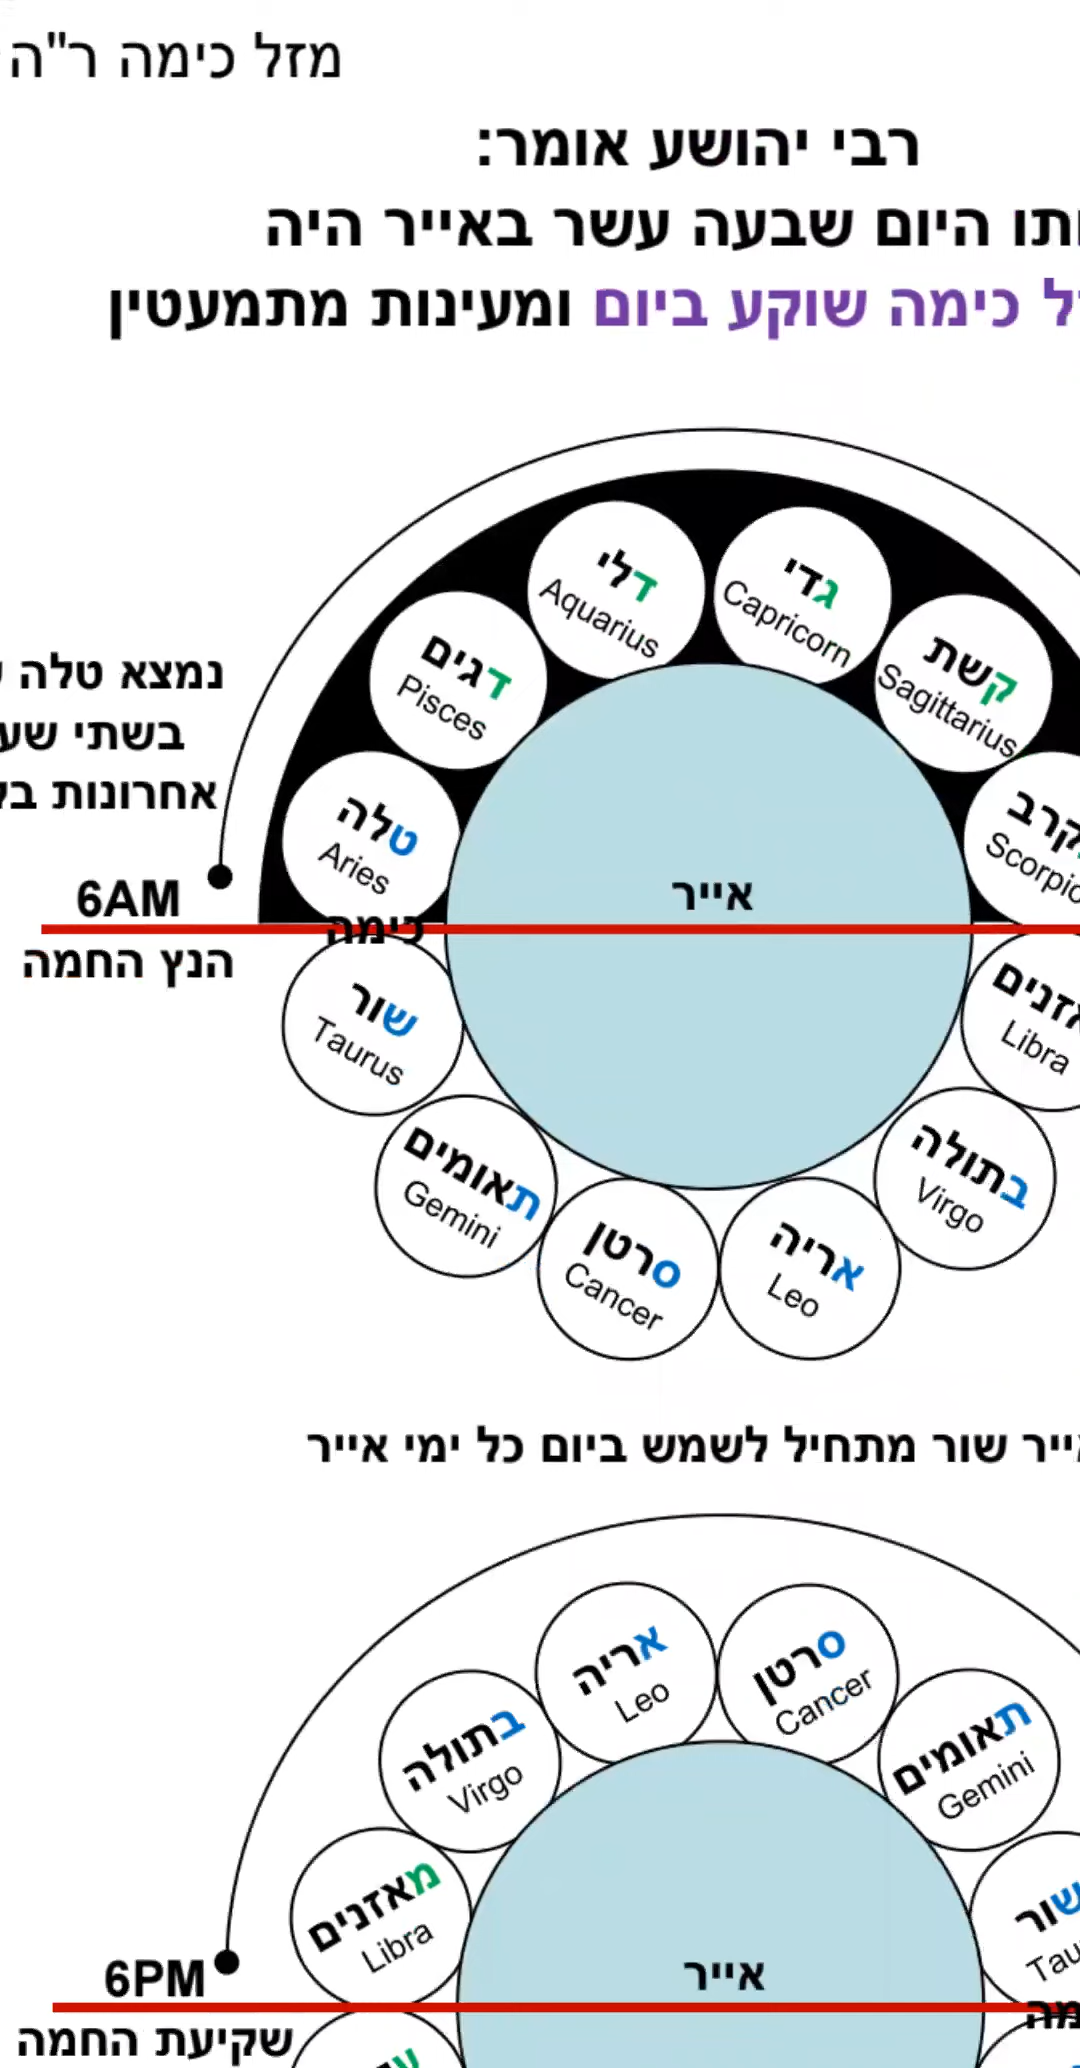 מזל כימה ר"ה
רבי יהושע אומר:
היום שבעה עשר באייר היה
כימה שוקע ביום ומעינות מתמעטין
דלי
Aquarius
גדי
Capricorn
דגים
Pisces
קשת
Sagittarius
נמצא טלה
בשתי
אחרונות
טלה
Aries
Scorpio
6AM
אייר
כימה
הנץ החמה
שור
Taurus
Libra
תאומים
Gemini
בתולה
Virgo
סרטן
Cancer
אריה
Leo
שור מתחיל לשמש ביום כל ימי אייר
אריה
Leo
סרטן
Cancer
בתולה
Virgo
תאומים
Gemini
מאזנים
Libra
שור
6PM
אייר
שקיעת החמה